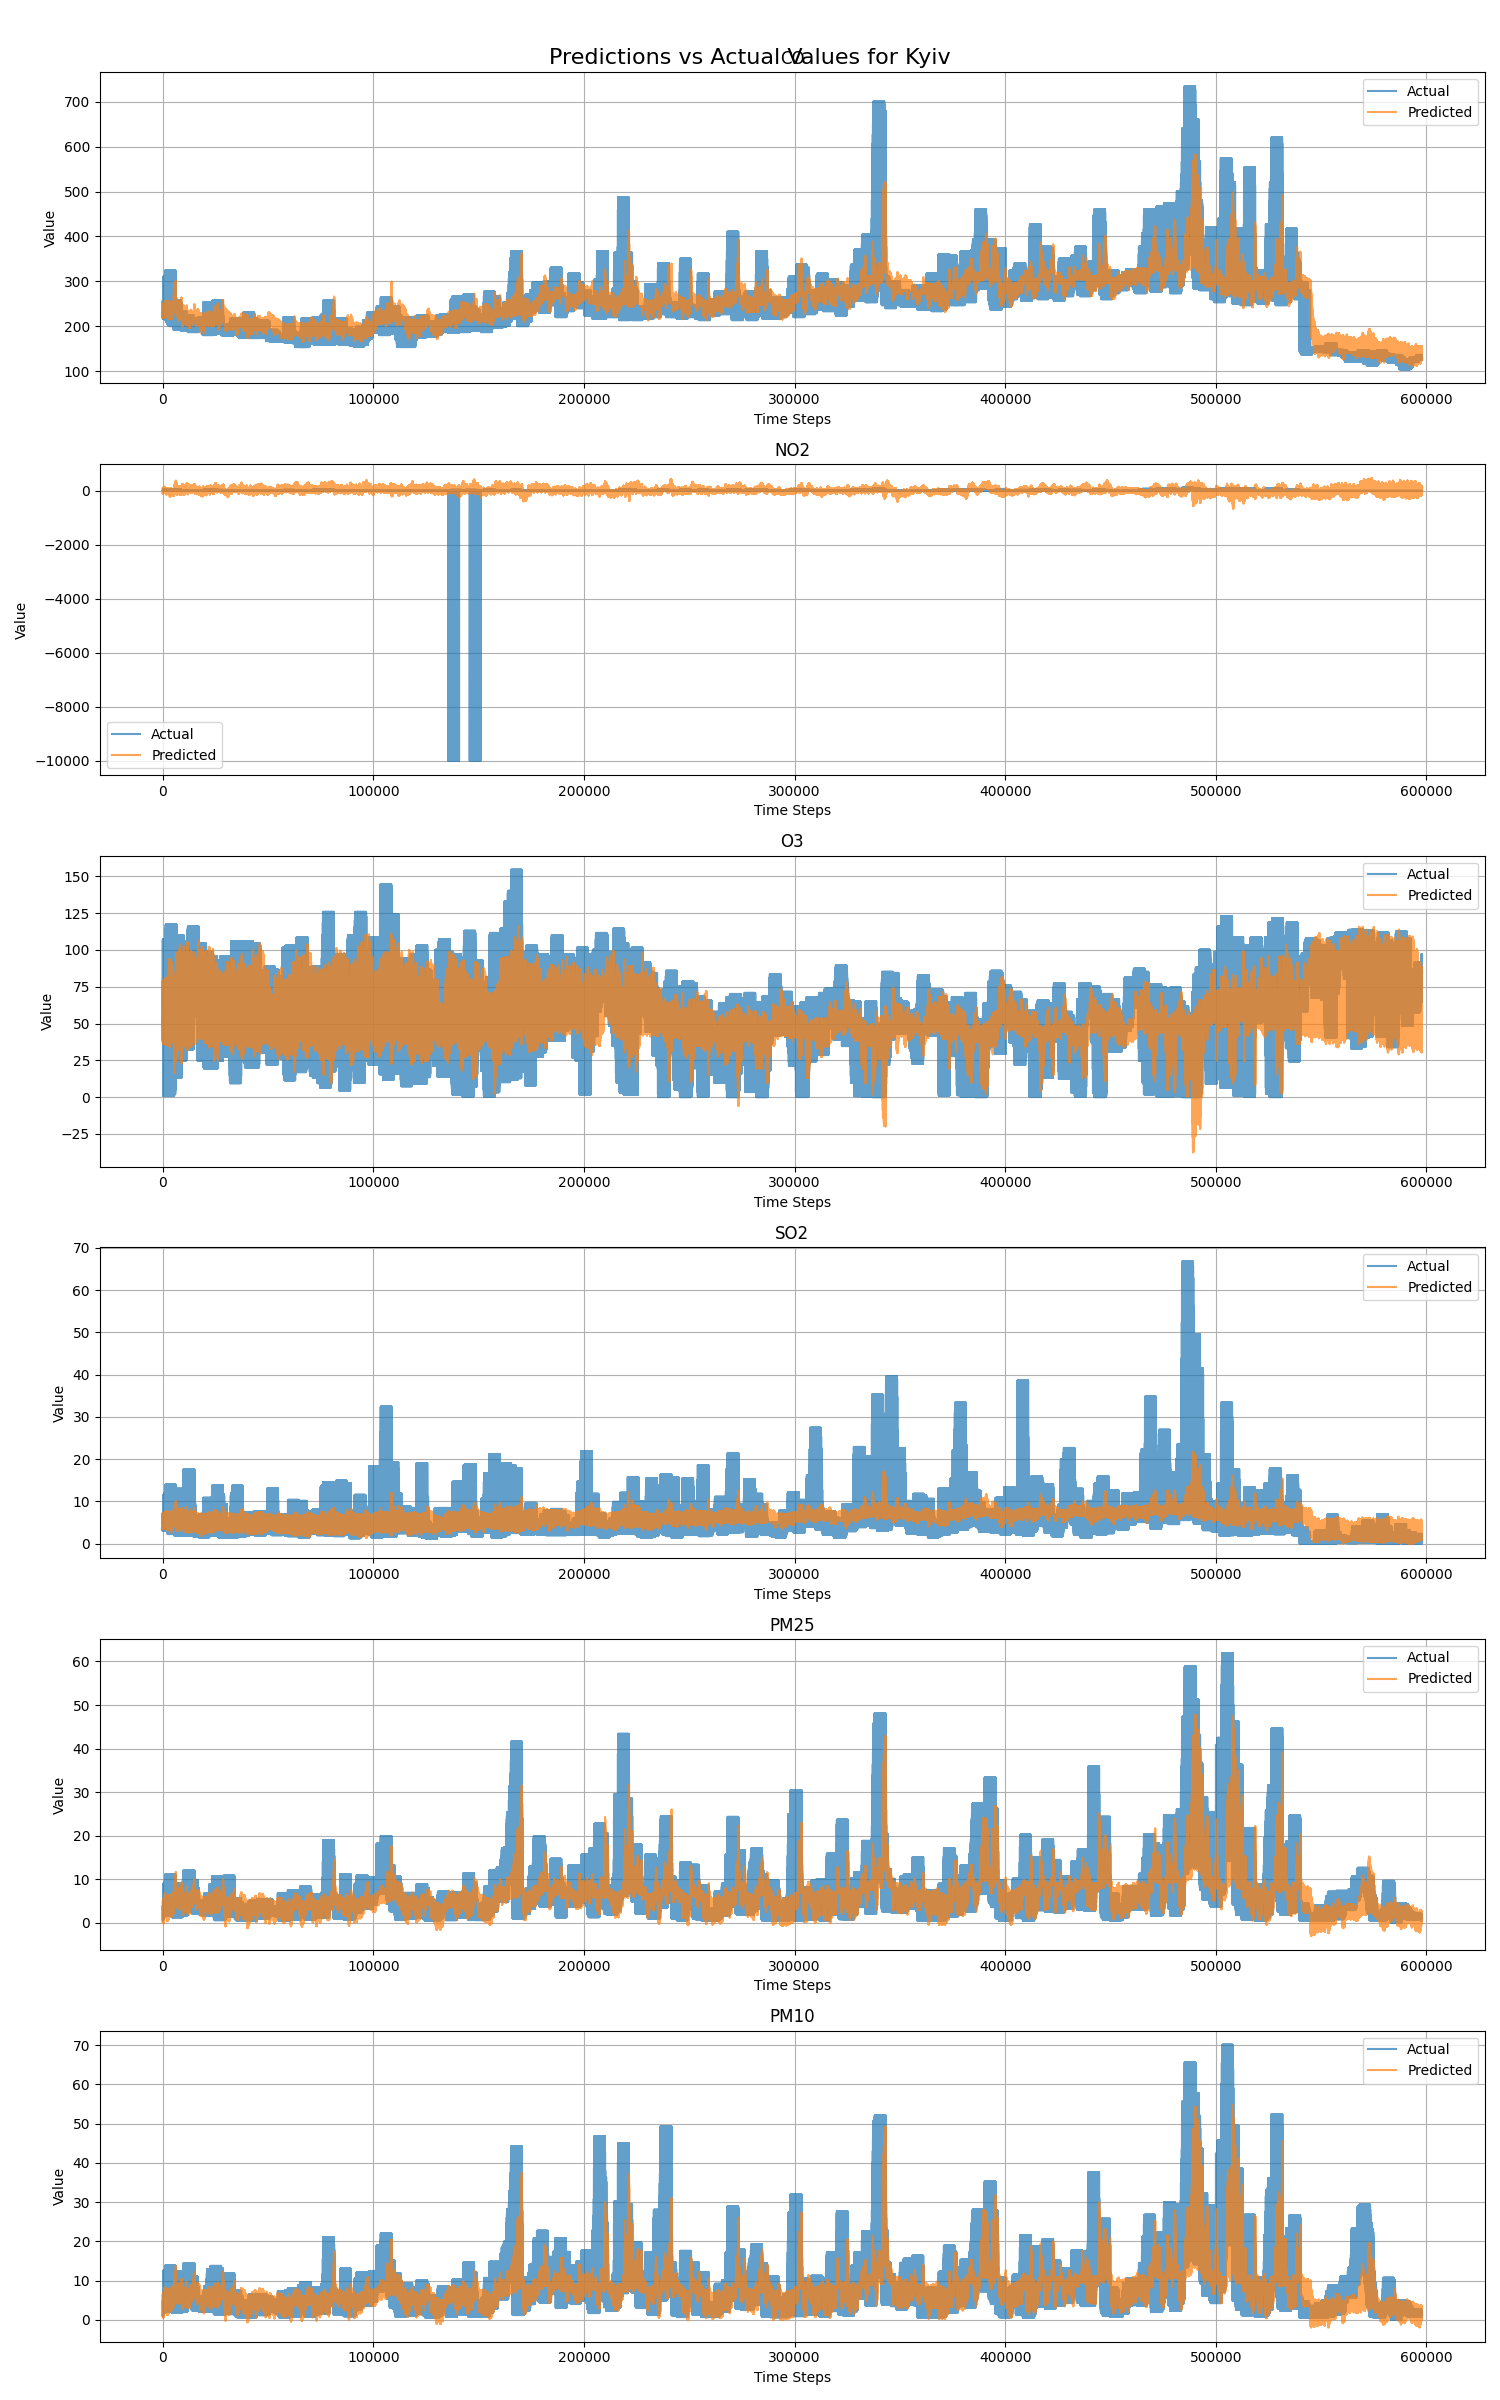 Predictions vs Actual Values for Kyiv
CO
Actual
Predicted
700
600
500
400
300
200
100
Value
0 100000 200000 300000 400000 500000 600000
Time Steps
NO2
0
−2000
−4000
−6000
−8000
−10000
Value
Actual
Predicted
0 100000 200000 300000 400000 500000 600000
Time Steps
O3
Actual
Predicted
150
125
100
75
50
25
0
−25
Value
0 100000 200000 300000 400000 500000 600000
Time Steps
SO2
Actual
Predicted
70
60
50
40
30
20
10
0
Value
0 100000 200000 300000 400000 500000 600000
Time Steps
PM25
Actual
Predicted
60
50
40
30
20
10
0
Value
0 100000 200000 300000 400000 500000 600000
Time Steps
PM10
Actual
Predicted
70
60
50
40
30
20
10
0
Value
0 100000 200000 300000 400000 500000 600000
Time Steps